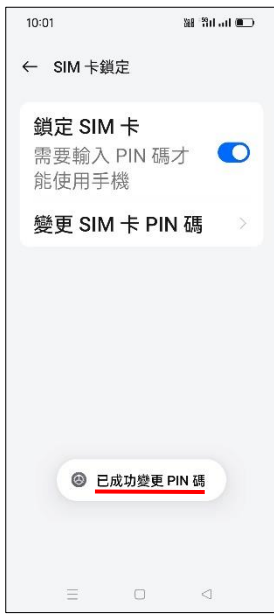 10:01
SIM 卡鎖定
鎖定 SIM 卡
需要輸入 PIN 碼才
能使用手機
變更 SIM 卡 PIN 碼
已成功變更 PIN 碼